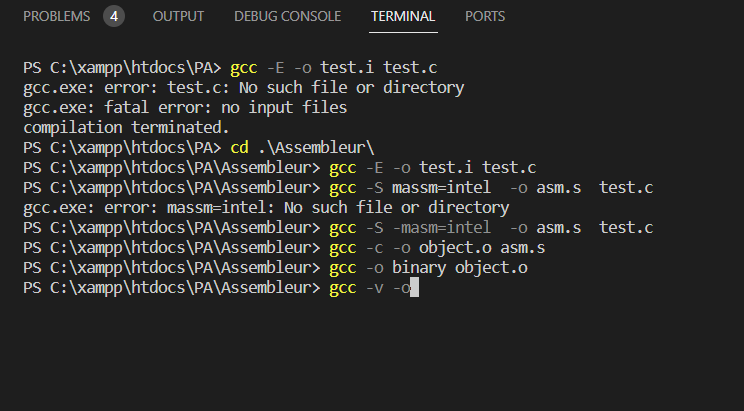 PROBLEMS 4 OUTPUT DEBUG CONSOLE TERMINAL PORTS
PS C:\xampp\htdocs\PA> gcc -E -o test.i test.c
gcc.exe: error: test.c: No such file or directory
gcc.exe: fatal error: no input files
compilation terminated.
PS C:\xampp\htdocs\PA> cd .\Assembleur\
PS C:\xampp\htdocs\PA\Assembleur> gcc -E -o test.i test.c
PS C:\xampp\htdocs\PA\Assembleur> gcc -S massm=intel  -o asm.s  test.c
gcc.exe: error: massm=intel: No such file or directory
PS C:\xampp\htdocs\PA\Assembleur> gcc -S -masm=intel  -o asm.s  test.c
PS C:\xampp\htdocs\PA\Assembleur> gcc -c -o object.o asm.s
PS C:\xampp\htdocs\PA\Assembleur> gcc -o binary object.o
PS C:\xampp\htdocs\PA\Assembleur> gcc -v -o